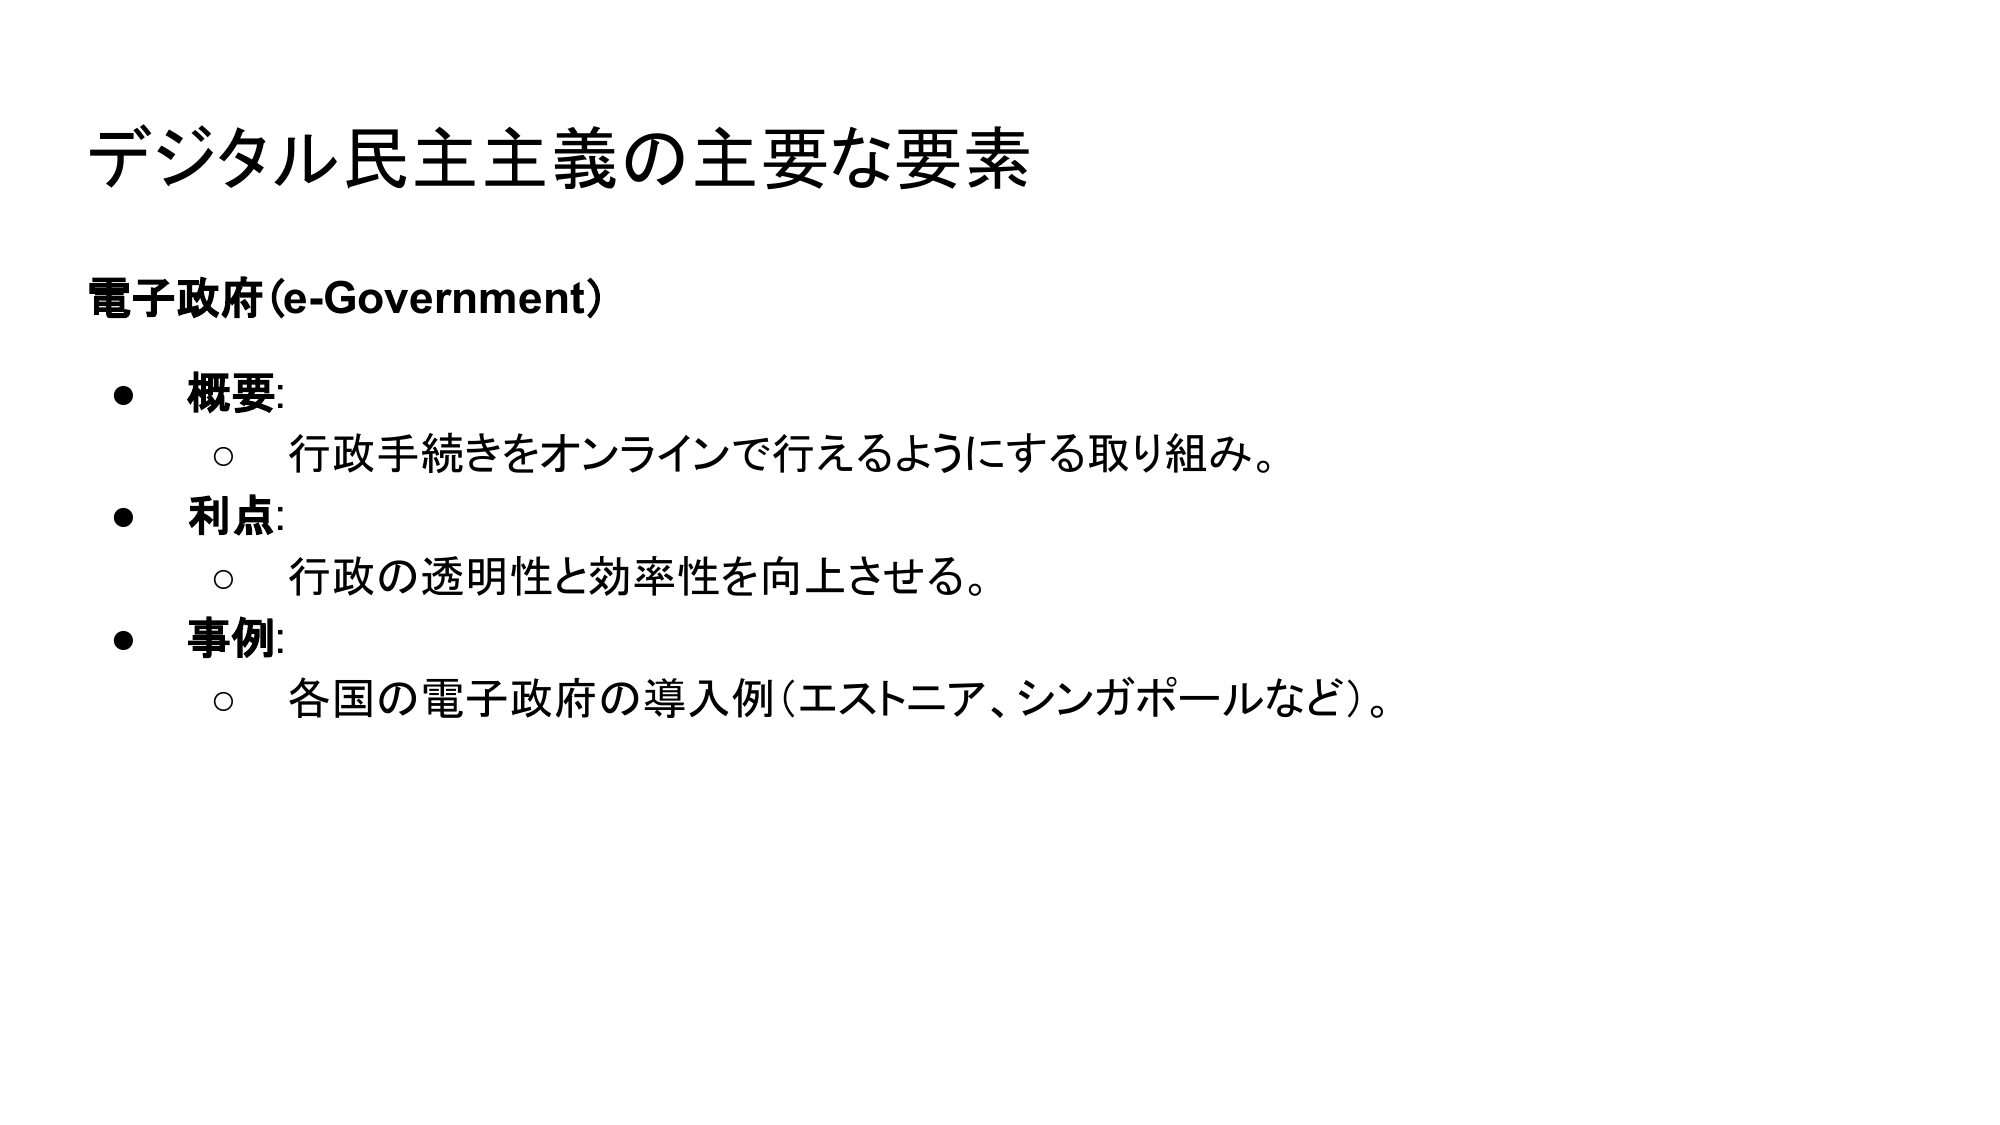 デジタル民主主義の主要な要素
電子政府（e-Government）
● 概要:
○ 行政手続きをオンラインで行えるようにする取り組み。
● 利点:
○ 行政の透明性と効率性を向上させる。
● 事例:
○ 各国の電子政府の導入例（エストニア、シンガポールなど）。